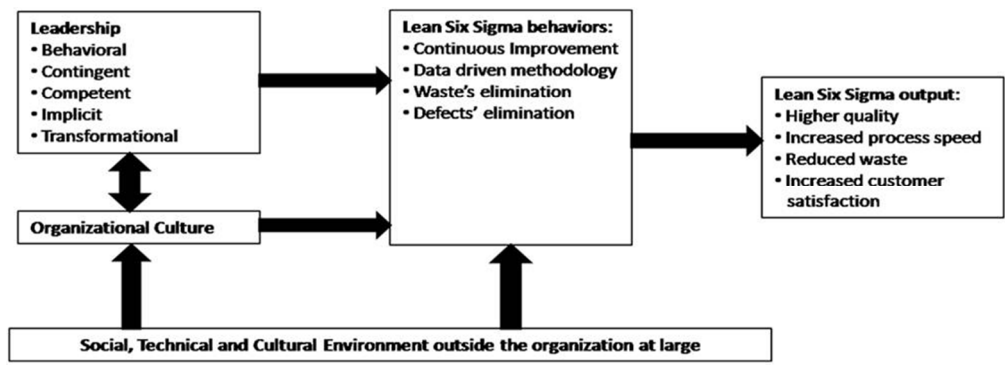 Leadership
• Behavioral
• Contingent
• Competent
• Implicit
• Transformational
Organizational Culture
Lean Six Sigma behaviors:
• Continuous Improvement
• Data driven methodology
• Waste's elimination
• Defects' elimination
Lean Six Sigma output:
• Higher quality
• Increased process speed
• Reduced waste
• Increased customer
satisfaction
Social, Technical and Cultural Environment outside the organization at large